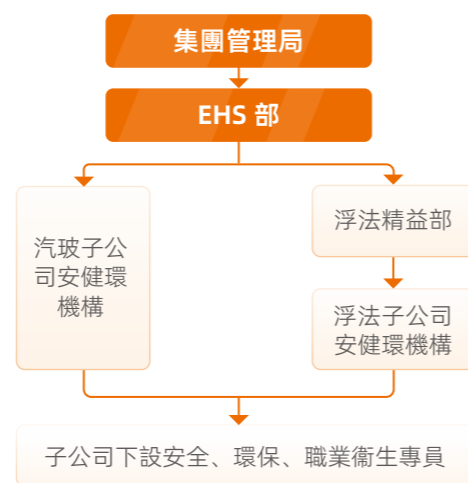 集團管理局
EHS 部
汽玻子公
司安健環
機構
浮法精益部
浮法子公司
安健環機構
子公司下設安全、環保、職業衞生專員